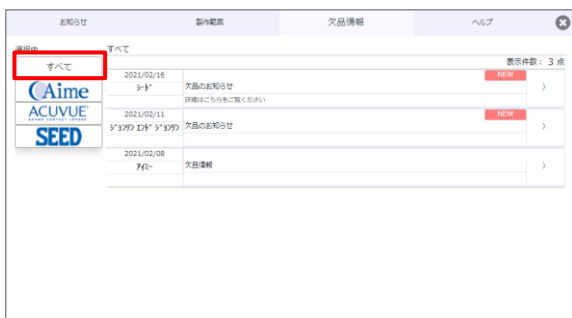 お知らせ 製作範囲 欠品情報 ヘルプ
選択中 すべて
表示件数: 3 点
すべて
Aime
ACUVUE
SEED
2021/02/16 NEW
シード 欠品のお知らせ
詳細はこちらをご覧ください
2021/02/11 NEW
ジョンソン エンド ジョンソン 欠品のお知らせ
2021/02/08
アイミー 欠品情報